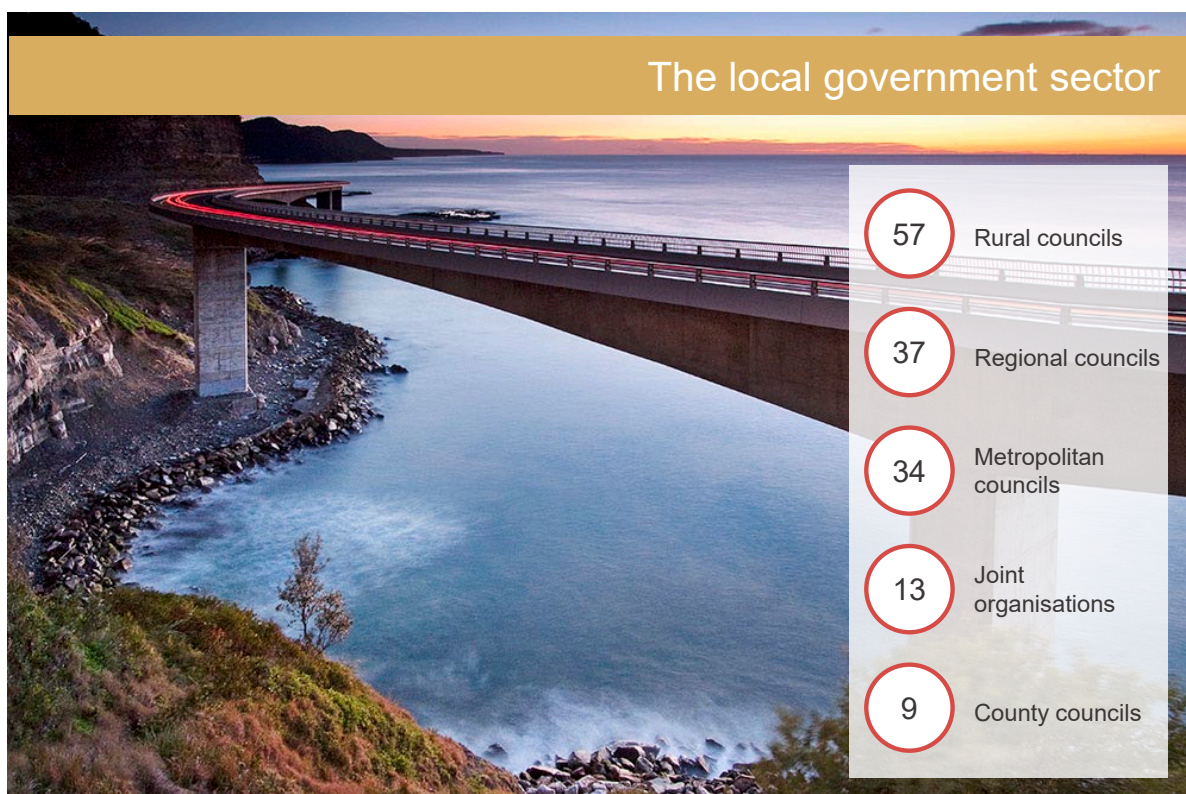 The local government sector
57
Rural councils
37
Regional councils
34
Metropolitan
councils
13
Joint
organisations
9
County councils